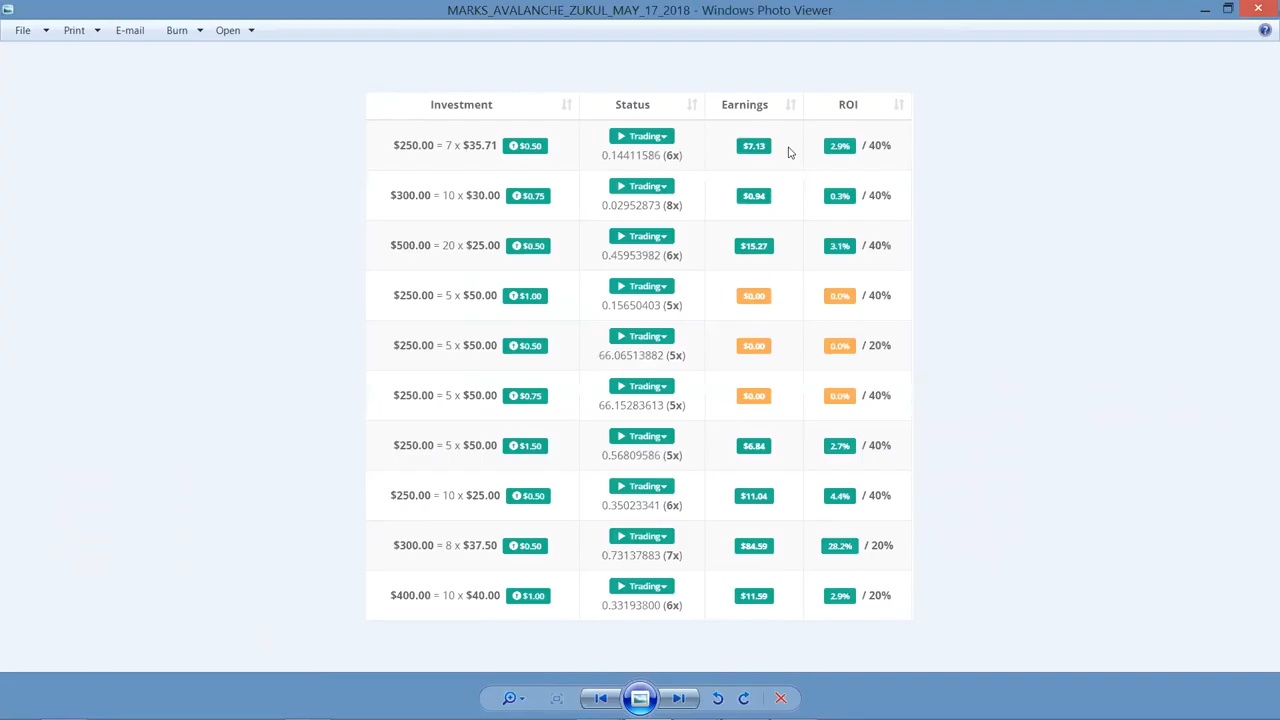 MARKS_AVALANCHE_ZUKUL_MAY_17_2018 - Windows Photo Viewer
File Print E-mail Burn Open
Investment Status Earnings ROI
$250.00 = 7 x $35.71 $0.50 Trading 0.14411586 (6x) $7.13 2.9% / 40%
$300.00 = 10 x $30.00 $0.75 Trading 0.02952873 (8x) $0.94 0.3% / 40%
$500.00 = 20 x $25.00 $0.50 Trading 0.45953982 (6x) $15.27 3.1% / 40%
$250.00 = 5 x $50.00 $1.00 Trading 0.15650403 (5x) $0.00 0.0% / 40%
$250.00 = 5 x $50.00 $0.50 Trading 66.06513882 (5x) $0.00 0.0% / 20%
$250.00 = 5 x $50.00 $0.75 Trading 66.15283613 (5x) $0.00 0.0% / 40%
$250.00 = 5 x $50.00 $1.50 Trading 0.56809586 (5x) $6.84 2.7% / 40%
$250.00 = 10 x $25.00 $0.50 Trading 0.35023341 (6x) $11.04 4.4% / 40%
$300.00 = 8 x $37.50 $0.50 Trading 0.73137883 (7x) $84.59 28.2% / 20%
$400.00 = 10 x $40.00 $1.00 Trading 0.33193800 (6x) $11.59 2.9% / 20%